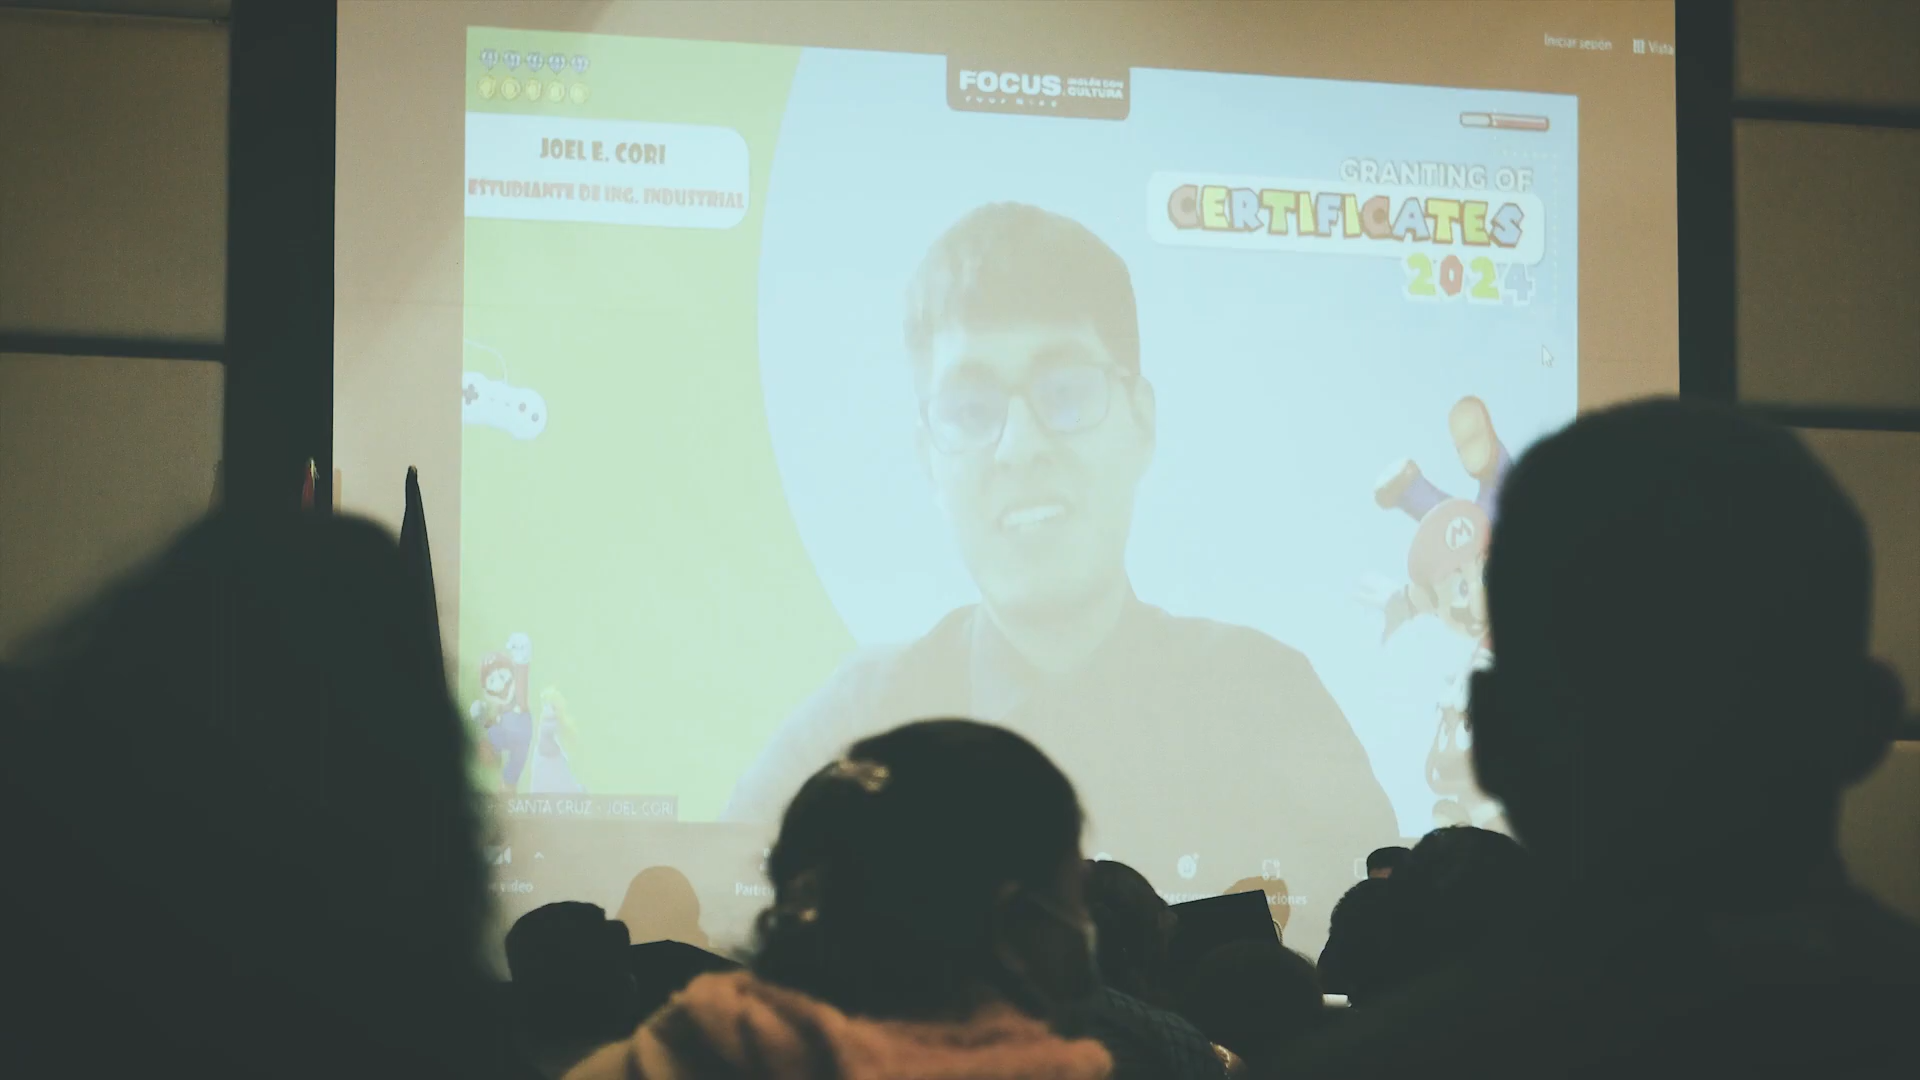 Iniciar sesión
Vista
FOCUS INGLÉS CON CULTURA
JOEL E. CORI
ESTUDIANTE DE ING. INDUSTRIAL
GRANTING OF
CERTIFICATES
2024
M
SANTA CRUZ - JOEL CORI
video